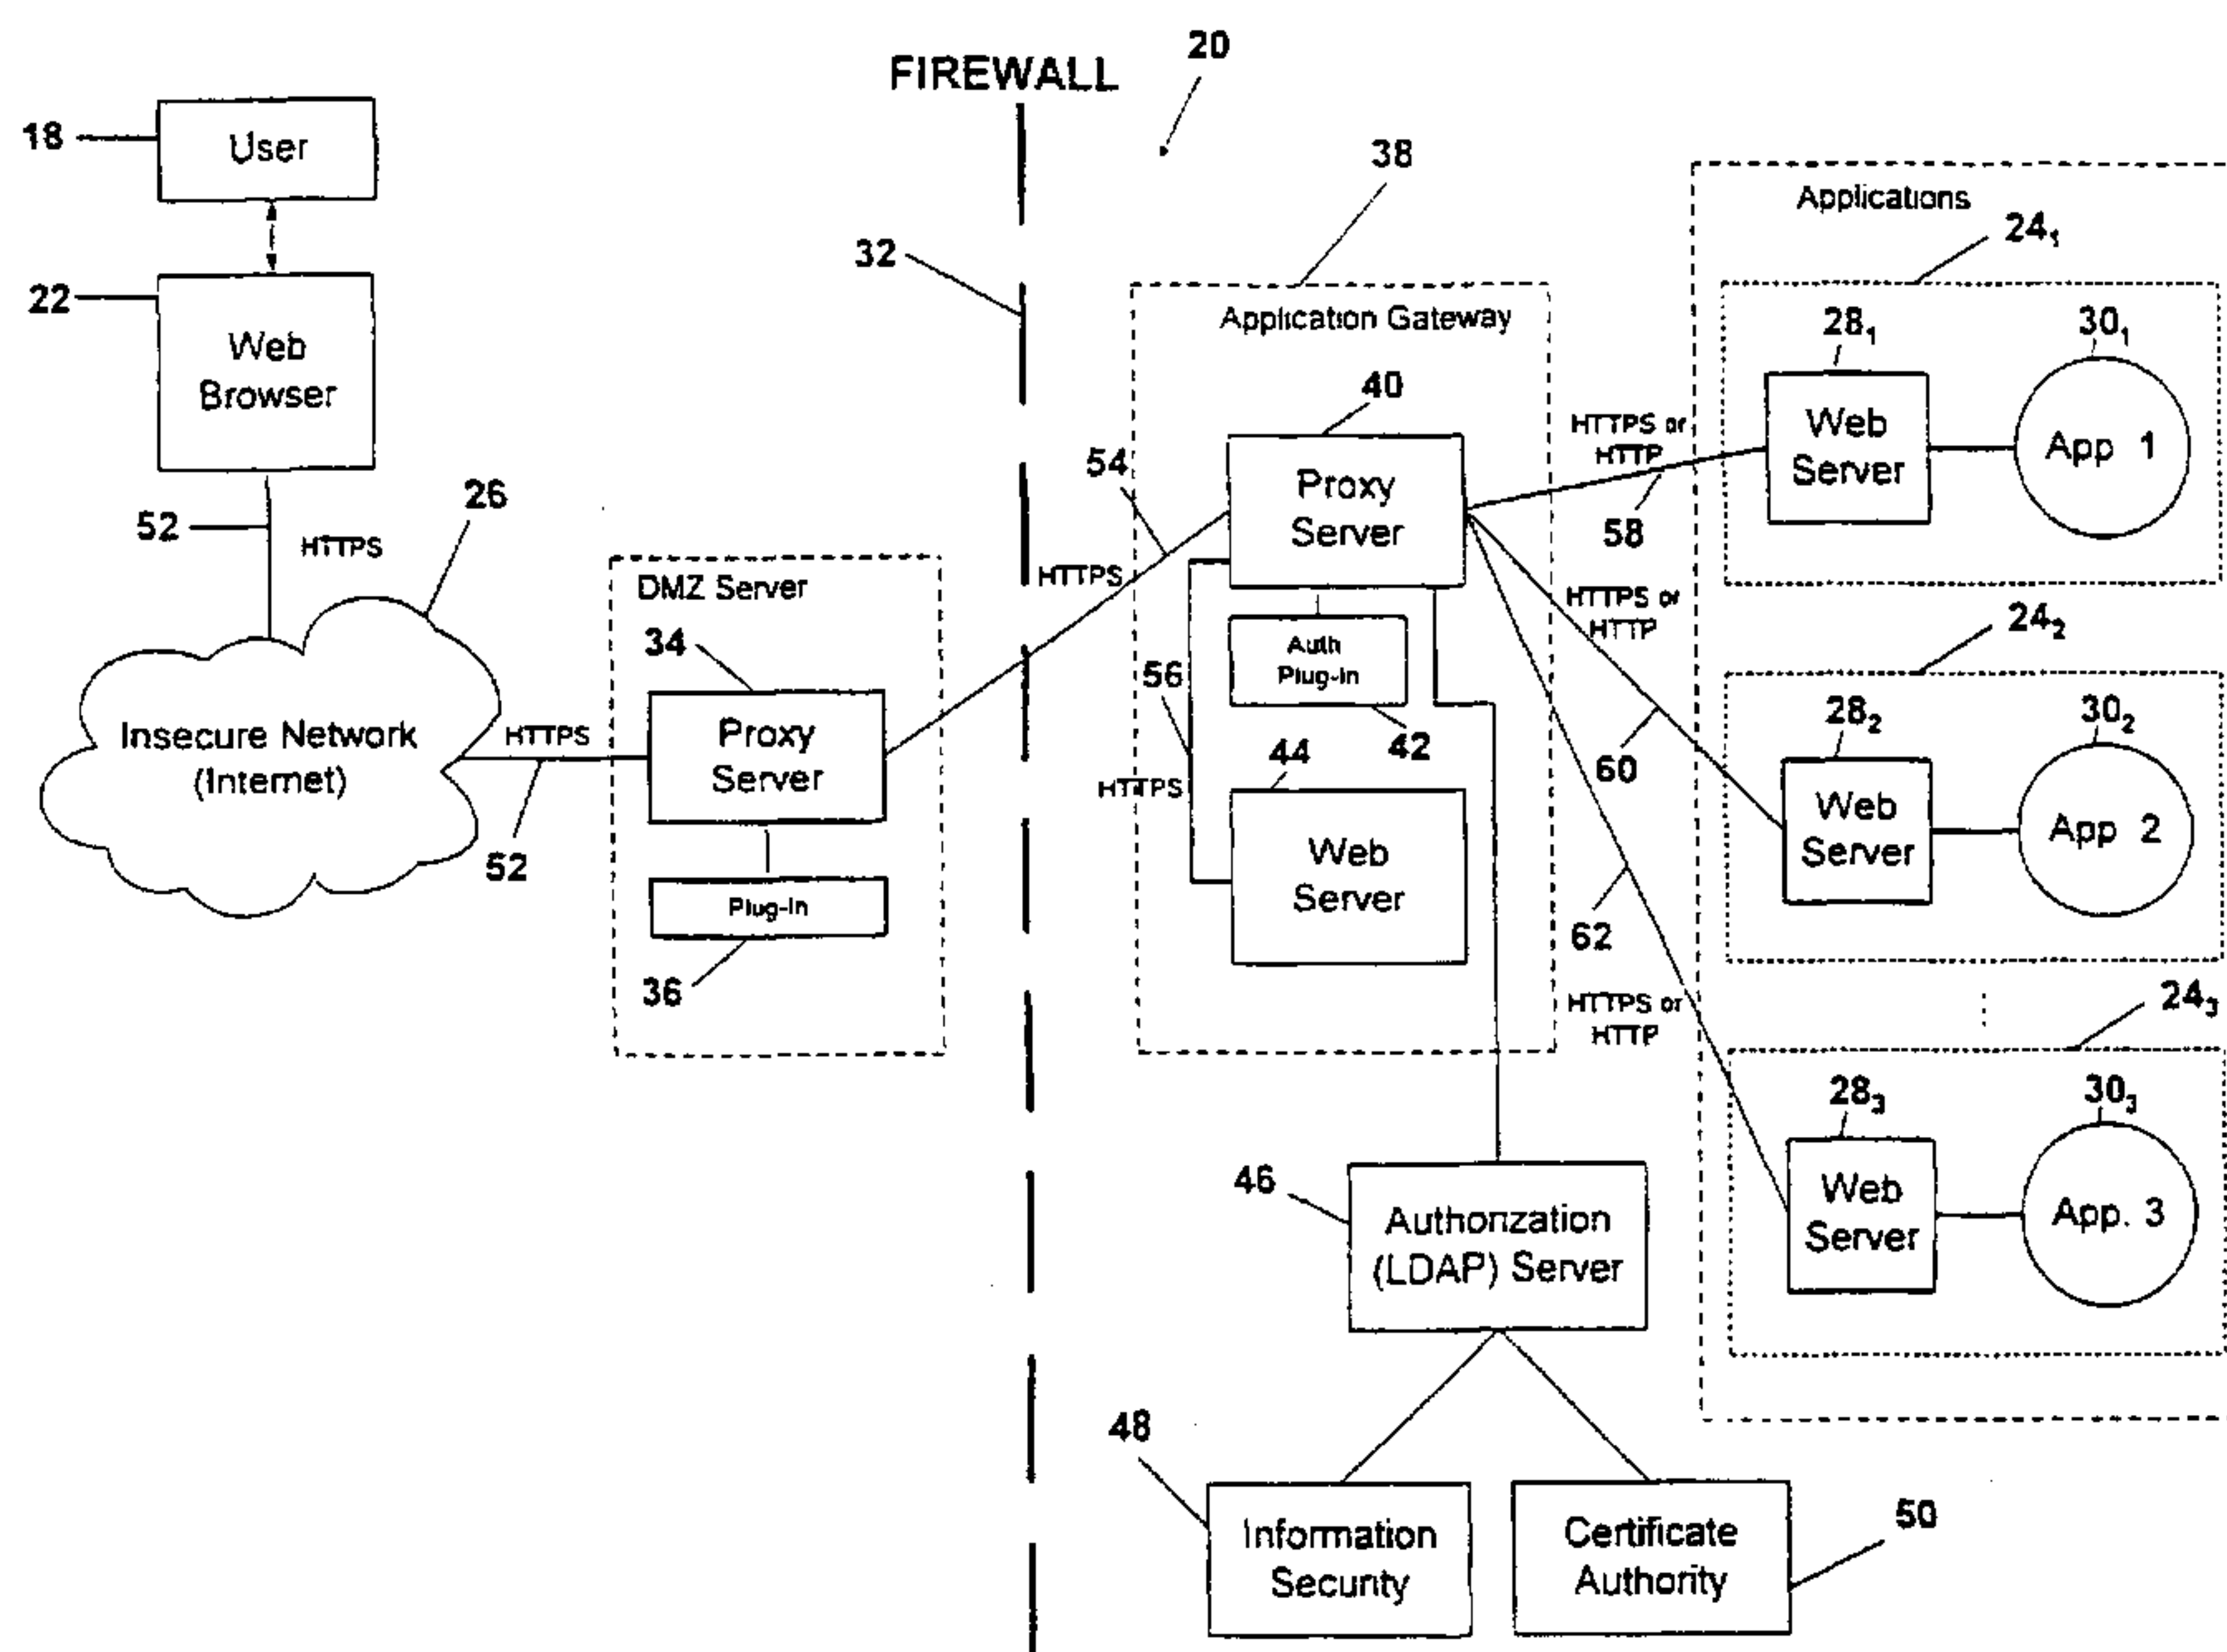 FIREWALL
20
18
User
22
Web
Browser
52
HTTPS
26
Insecure Network
(Internet)
HTTPS
52
DMZ Server
34
Proxy
Server
Plug-In
36
32
54
HTTPS
38
Application Gateway
40
Proxy
Server
Auth
Plug-In
42
56
HTTPS
44
Web
Server
HTTPS or
HTTP
58
HTTPS or
HTTP
60
62
HTTPS or
HTTP
Applications
24₁
28₁
30₁
Web
Server
App 1
24₂
28₂
30₂
Web
Server
App 2
24₃
28₃
30₃
Web
Server
App. 3
46
Authorization
(LDAP) Server
48
Information
Security
Certificate
Authority
50